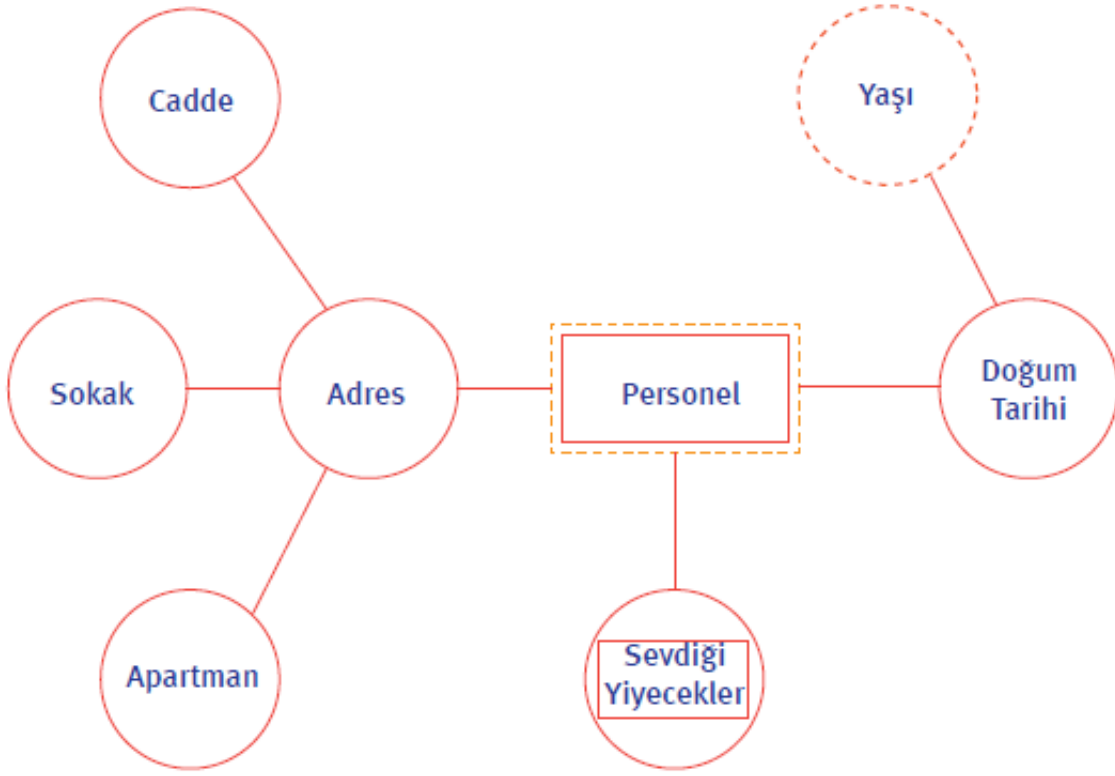 Cadde
Yaşı
Sokak
Adres
Personel
Doğum
Tarihi
Apartman
Sevdiği
Yiyecekler